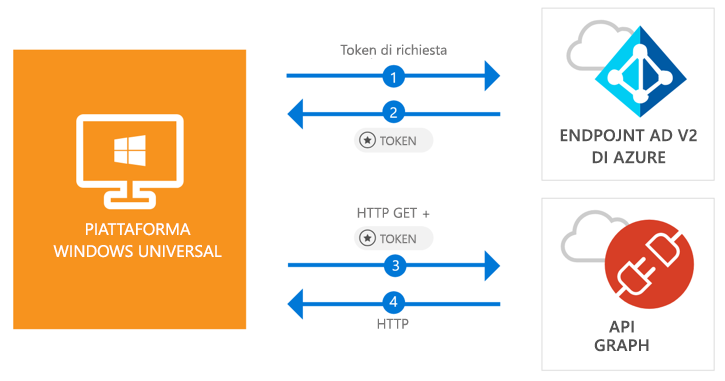 Token di richiesta
1
2
TOKEN
ENDPOJNT AD V2
DI AZURE
PIATTAFORMA
WINDOWS UNIVERSAL
HTTP GET +
TOKEN
3
4
HTTP
API
GRAPH